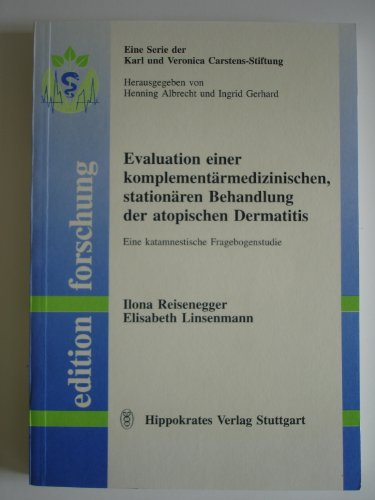 Eine Serie der
Karl und Veronica Carstens-Stiftung
Herausgegeben von
Henning Albrecht und Ingrid Gerhard
Evaluation einer
komplementärmedizinischen,
stationären Behandlung
der atopischen Dermatitis
Eine katamnestische Fragebogenstudie
Ilona Reisenegger
Elisabeth Linsenmann
Hippokrates Verlag Stuttgart
edition forschung